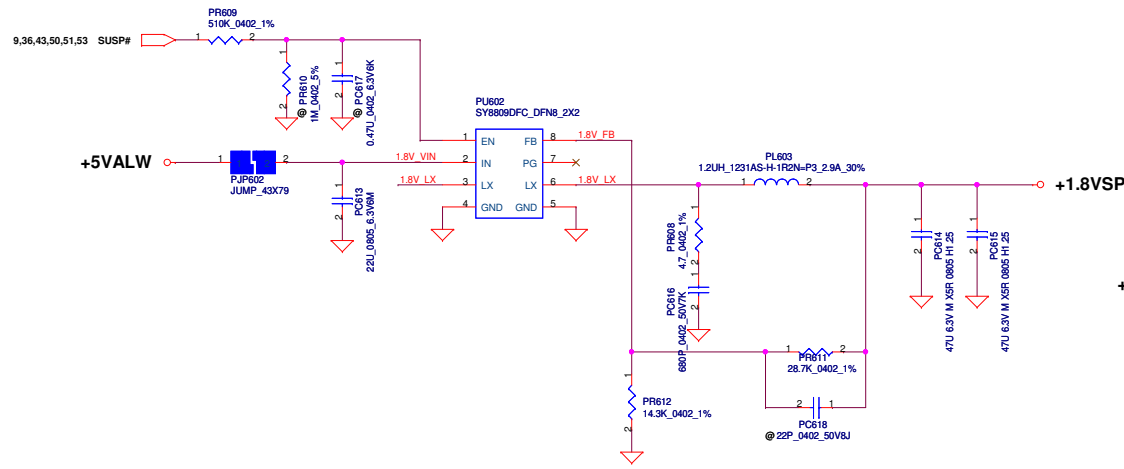 PR609
510K_0402_1%
9,36,43,50,51,53 SUSP#
1 2
1
2
@ PR610
1M_0402_5%
1
2
@ PC617
0.47U_0402_6.3V6K
PU602
SY8809DFC_DFN8_2X2
1 EN FB 8 1.8V_FB
+5VALW
1 2
1.8V_VIN 2 IN PG 7
1.8V_LX 3 LX LX 6 1.8V_LX
4 GND GND 5
PJP602
JUMP_43X79
1
2
PC613
22U_0805_6.3V6M
PL603
1.2UH_1231AS-H-1R2N=P3_2.9A_30%
1 2
+1.8VSP
1
2
PR608
4.7_0402_1%
1
2
PC616
680P_0402_50V7K
1
2
PC614
47U 6.3V M X5R 0805 H1.25
1
2
PC615
47U 6.3V M X5R 0805 H1.25
+
1 2
PR611
28.7K_0402_1%
1
2
PR612
14.3K_0402_1%
2 1
PC618
@ 22P_0402_50V8J